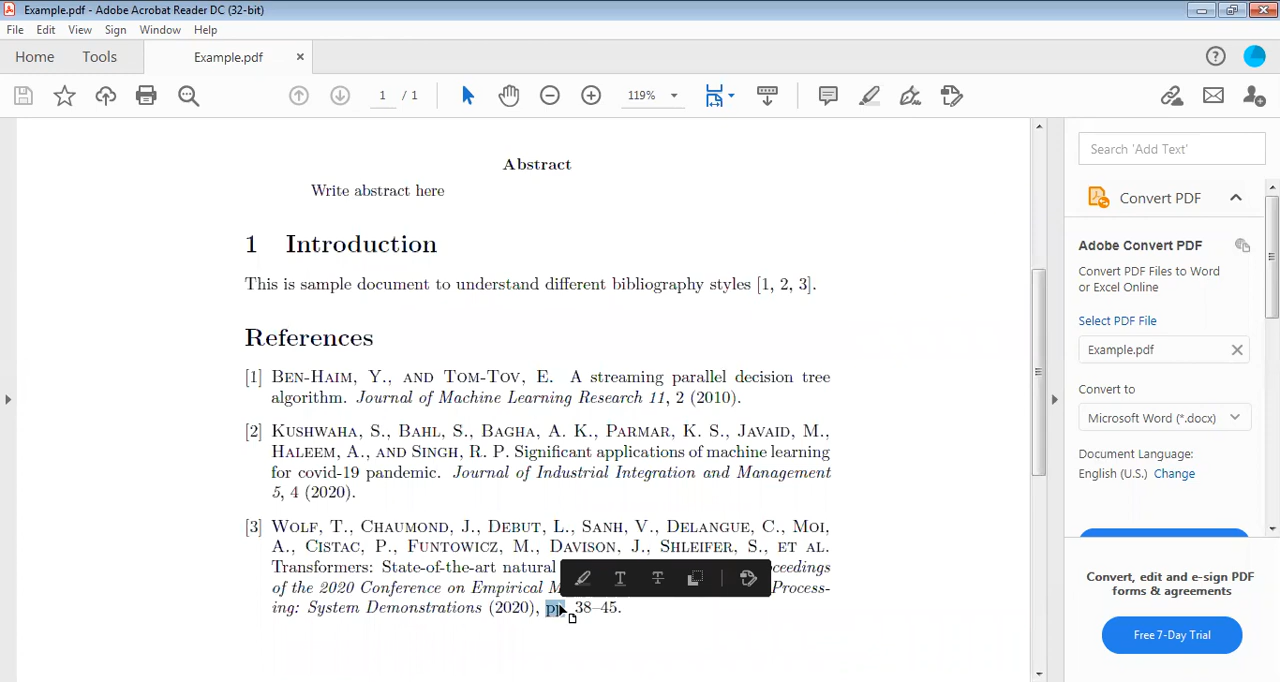 Example.pdf - Adobe Acrobat Reader DC (32-bit)
File Edit View Sign Window Help
Home Tools Example.pdf
1 / 1 119%
Abstract
Write abstract here
1 Introduction
This is sample document to understand different bibliography styles [1, 2, 3].
References
[1] Ben-Haim, Y., and Tom-Tov, E. A streaming parallel decision tree
algorithm. Journal of Machine Learning Research 11, 2 (2010).
[2] Kushwaha, S., Bahl, S., Bagha, A. K., Parmar, K. S., Javaid, M.,
Haleem, A., and Singh, R. P. Significant applications of machine learning
for covid-19 pandemic. Journal of Industrial Integration and Management
5, 4 (2020).
[3] Wolf, T., Chaumond, J., Debut, L., Sanh, V., Delangue, C., Moi,
A., Cistac, P., Funtowicz, M., Davison, J., Shleifer, S., et al.
Transformers: State-of-the-art natural
of the 2020 Conference on Empirical Process-
ing: System Demonstrations (2020), pp. 38–45.
Search 'Add Text'
Convert PDF
Adobe Convert PDF
Convert PDF Files to Word
or Excel Online
Select PDF File
Example.pdf
Convert to
Microsoft Word (*.docx)
Document Language:
English (U.S.) Change
Convert, edit and e-sign PDF
forms & agreements
Free 7-Day Trial